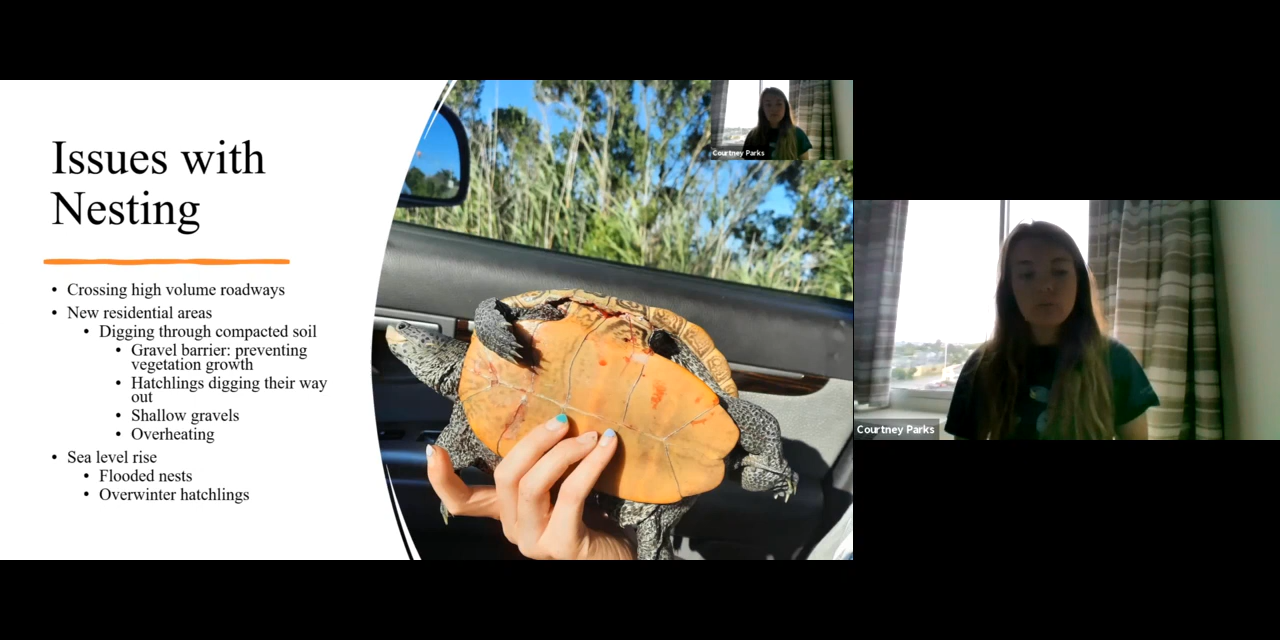 Issues with
Nesting
• Crossing high volume roadways
• New residential areas
• Digging through compacted soil
• Gravel barrier: preventing
vegetation growth
• Hatchlings digging their way
out
• Shallow gravels
• Overheating
• Sea level rise
• Flooded nests
• Overwinter hatchlings
Courtney Parks
Courtney Parks